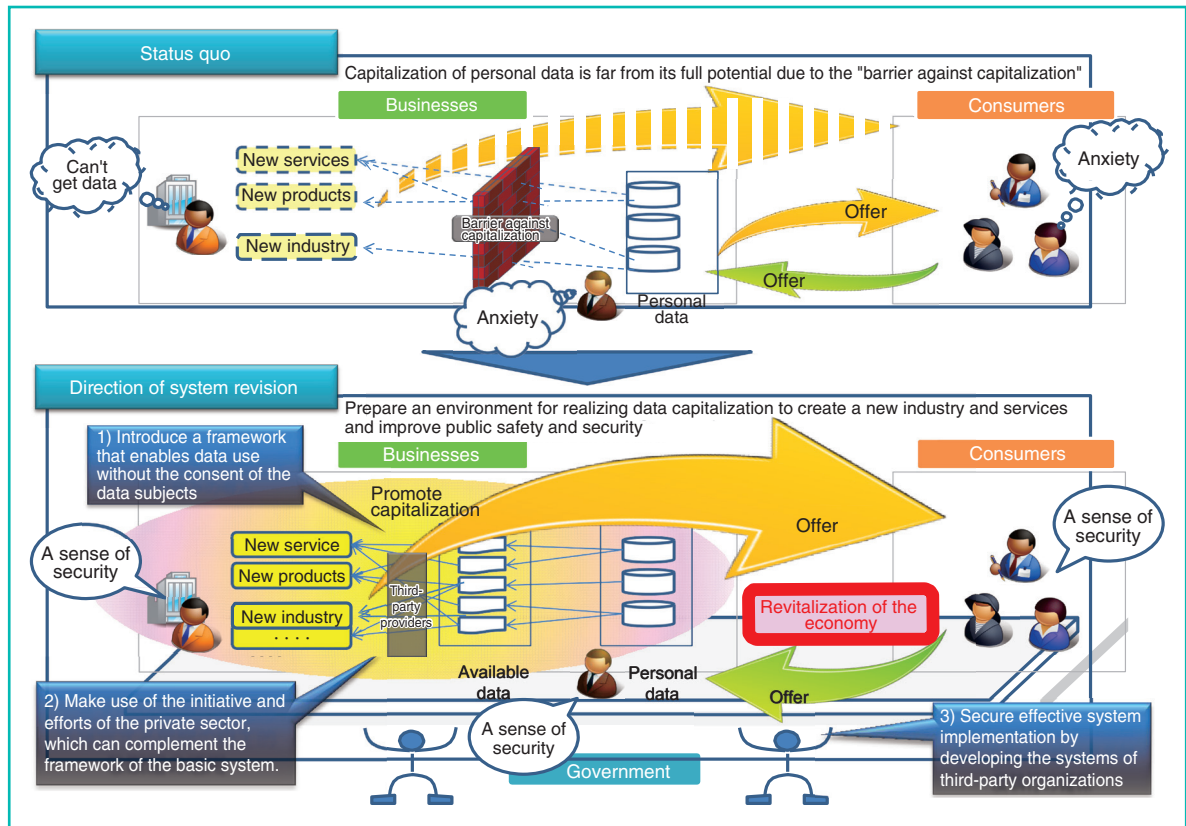 Status quo
Capitalization of personal data is far from its full potential due to the "barrier against capitalization"
Businesses
Consumers
Can't
get data
New services
New products
New industry
Barrier against
capitalization
Anxiety
Personal
data
Offer
Offer
Anxiety
Direction of system revision
Prepare an environment for realizing data capitalization to create a new industry and services
and improve public safety and security
1) Introduce a framework
that enables data use
without the consent of the
data subjects
Businesses
Consumers
Promote
capitalization
Offer
A sense of
security
A sense of
security
New service
New products
New industry
. . . .
. . . .
Third-
party
providers
Revitalization of the
economy
Available
data
Personal
data
Offer
2) Make use of the initiative and
efforts of the private sector,
which can complement the
framework of the basic system.
A sense of
security
Government
3) Secure effective system
implementation by
developing the systems of
third-party organizations